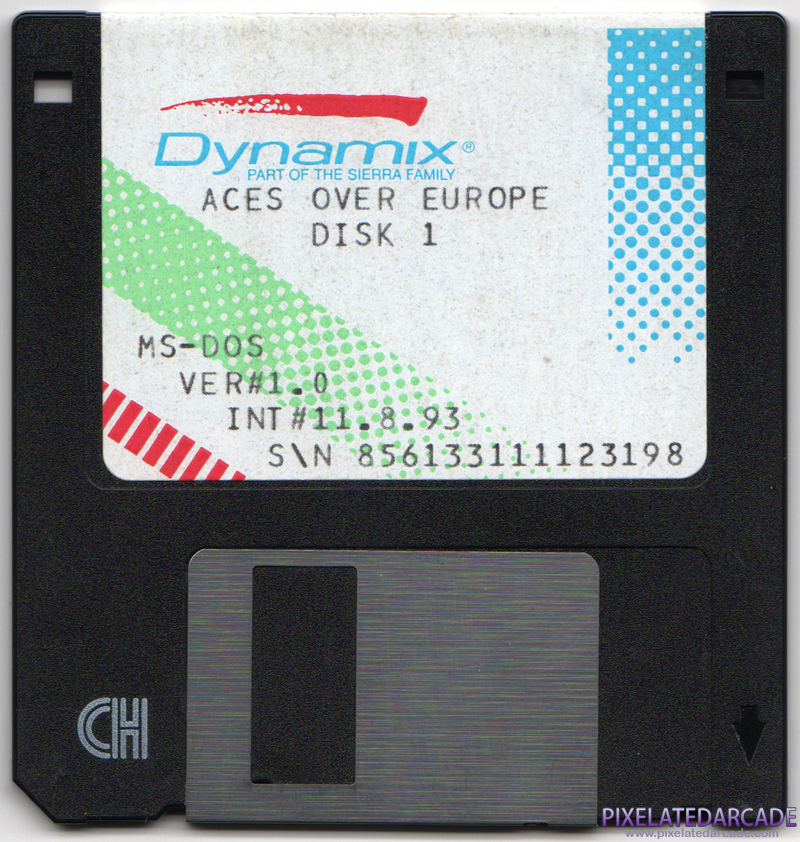 Dynamix®
PART OF THE SIERRA FAMILY
ACES OVER EUROPE
DISK 1
MS-DOS
VER#1.0
INT#11.8.93
S\N 856133111123198
CH
PIXELATEDARCADE
www.pixelatedarcade.com